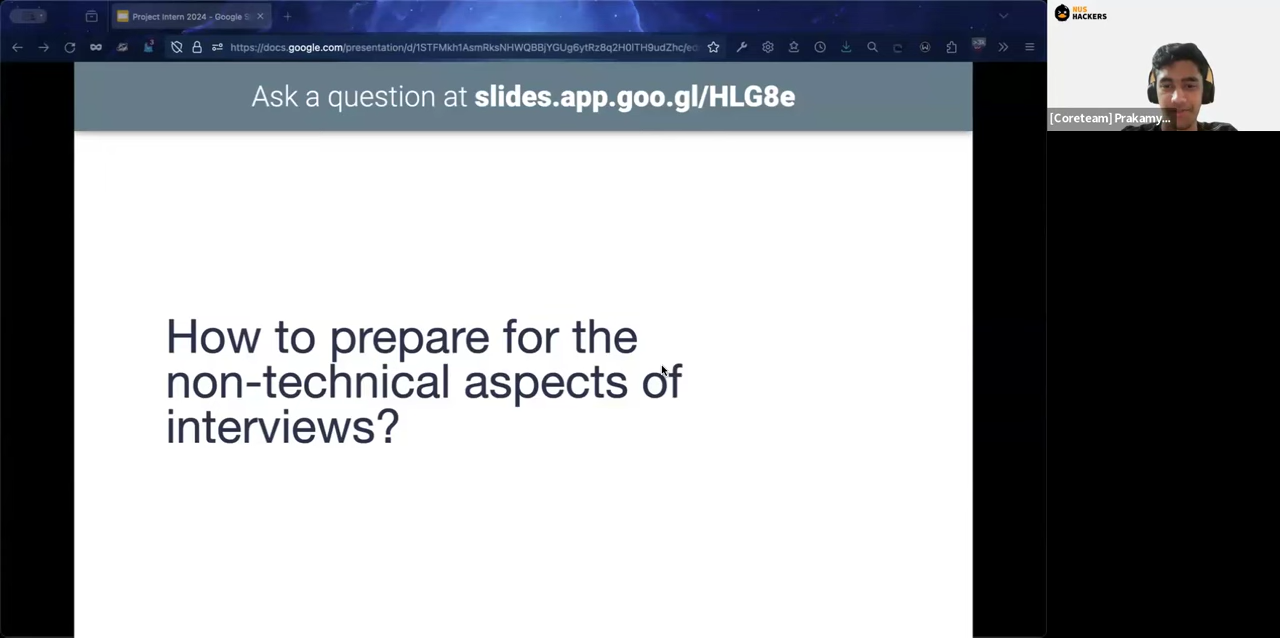 Project Intern 2024 - Google S
https://docs.google.com/presentation/d/1STFMkh1AsmRksNHWQBBjYGUg6ytRz8q2H0ITH9udZhc/ed
Ask a question at slides.app.goo.gl/HLG8e
How to prepare for the
non-technical aspects of
interviews?
NUS
HACKERS
[Coreteam] Prakamy...